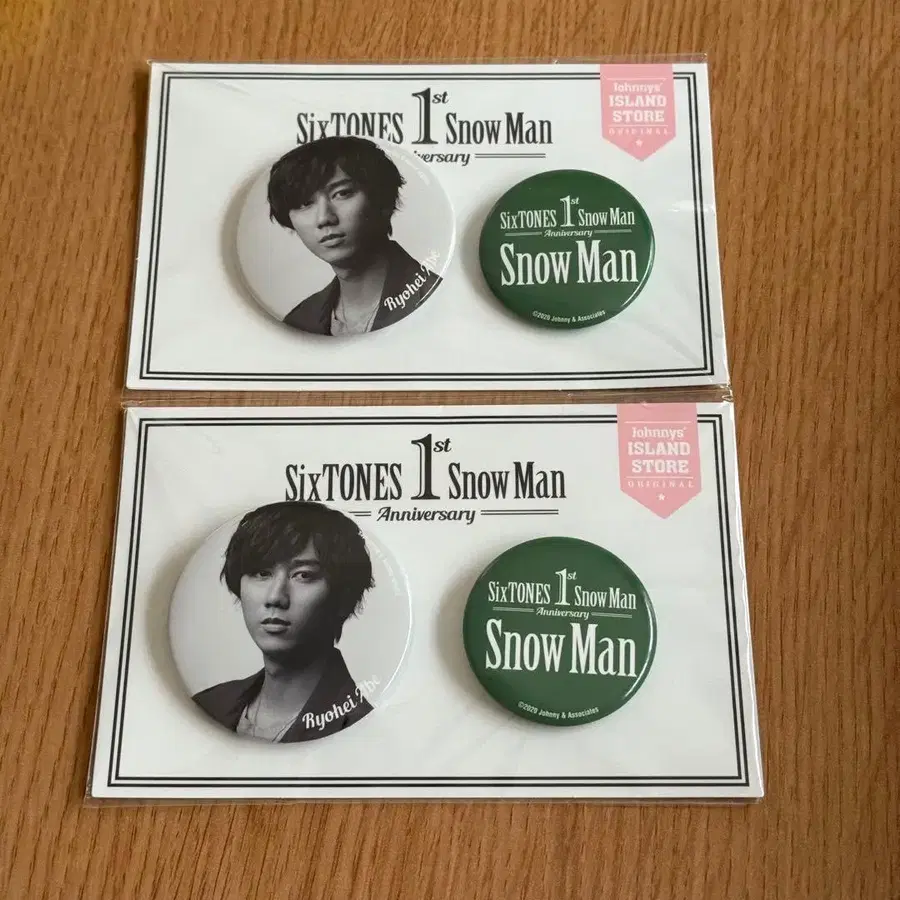 Johnnys'
ISLAND
STORE
ORIGINAL
SixTONES 1st Snow Man
Ryohei Abe
SixTONES 1st Snow Man
Anniversary
Snow Man
©2020 Johnny & Associates
Johnnys'
ISLAND
STORE
ORIGINAL
SixTONES 1st Snow Man
Anniversary
Ryohei Abe
SixTONES 1st Snow Man
Anniversary
Snow Man
©2020 Johnny & Associates